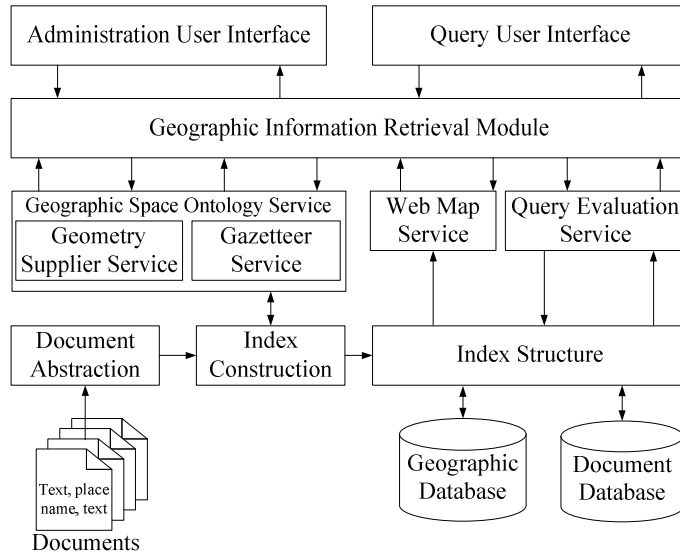 Administration User Interface
Query User Interface
Geographic Information Retrieval Module
Geographic Space Ontology Service
Geometry
Supplier Service
Gazetteer
Service
Web Map
Service
Query Evaluation
Service
Document
Abstraction
Index
Construction
Index Structure
Geographic
Database
Document
Database
Text, place
name, text
Documents